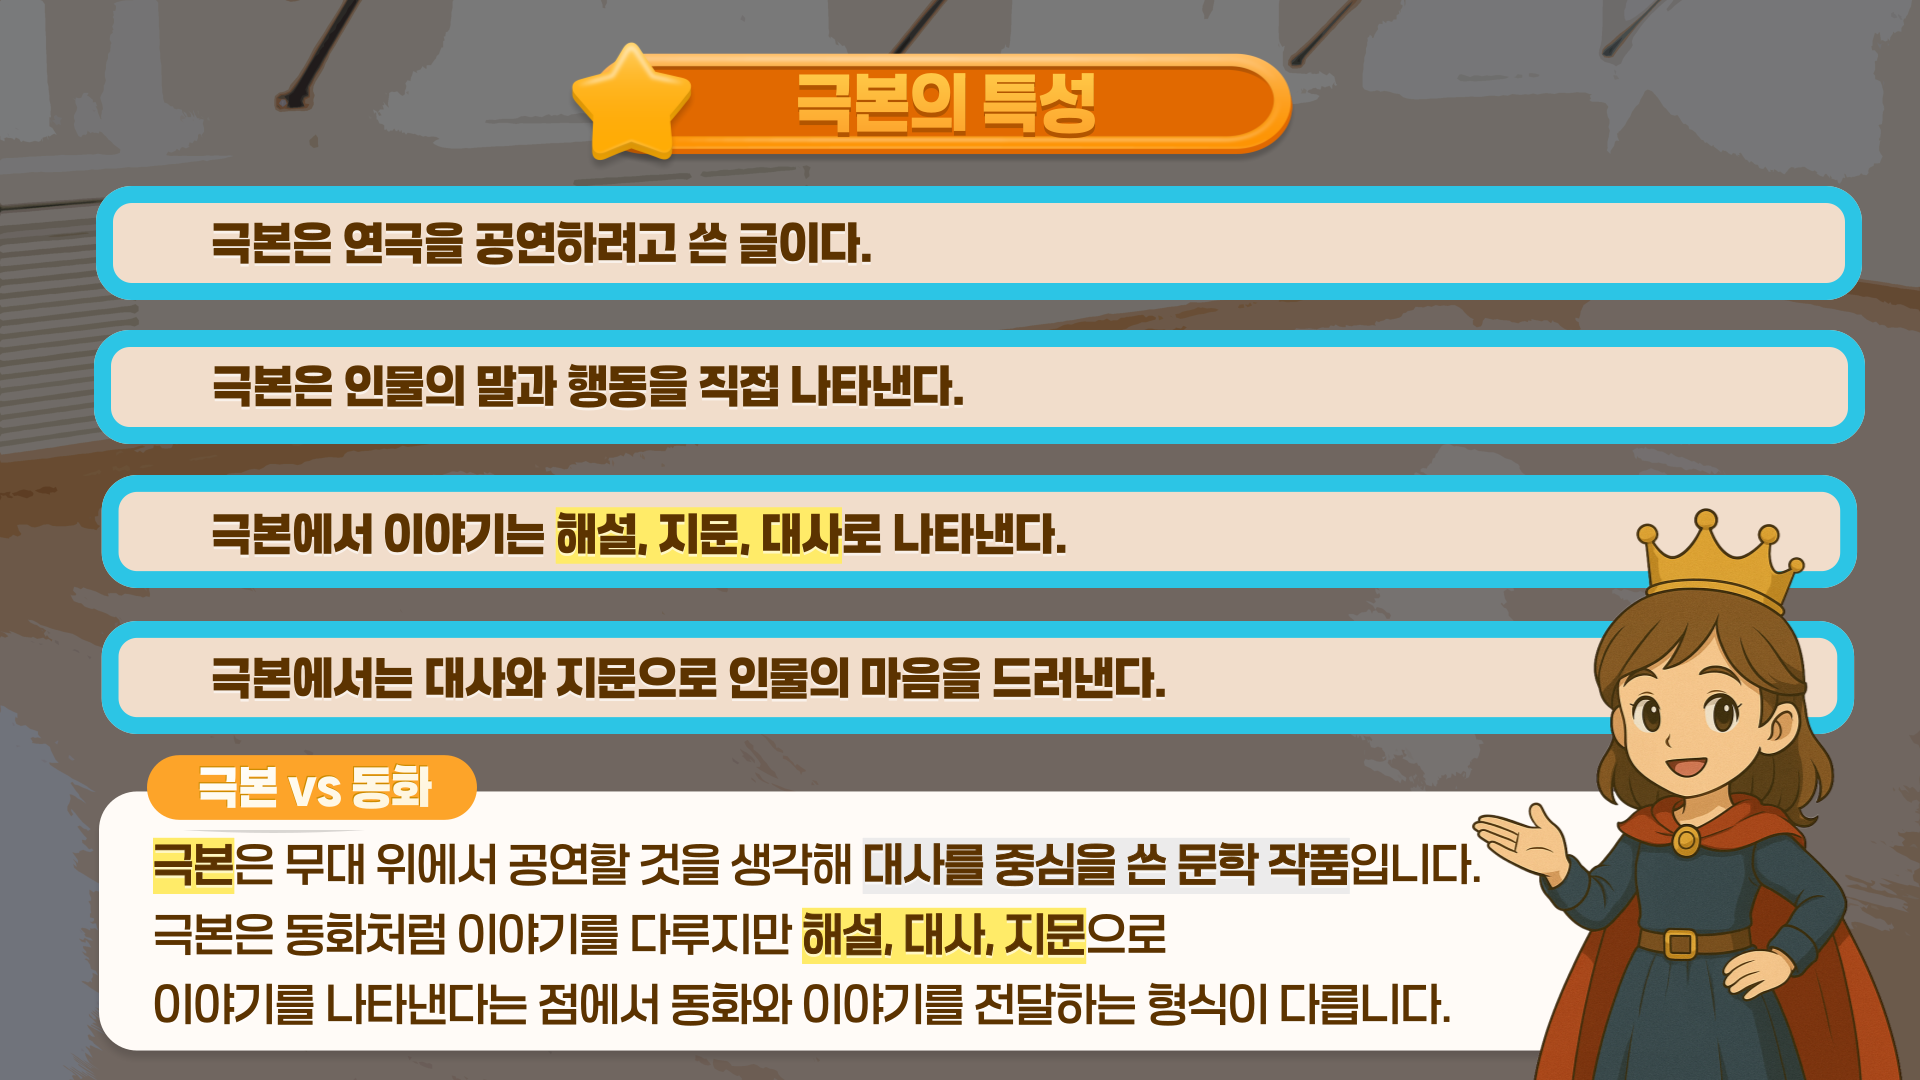 극본의 특성
극본은 연극을 공연하려고 쓴 글이다.
극본은 인물의 말과 행동을 직접 나타낸다.
극본에서 이야기는 해설, 지문, 대사로 나타낸다.
극본에서는 대사와 지문으로 인물의 마음을 드러낸다.
극본 vs 동화
극본은 무대 위에서 공연할 것을 생각해 대사를 중심을 쓴 문학 작품입니다.
극본은 동화처럼 이야기를 다루지만 해설, 대사, 지문으로
이야기를 나타낸다는 점에서 동화와 이야기를 전달하는 형식이 다릅니다.